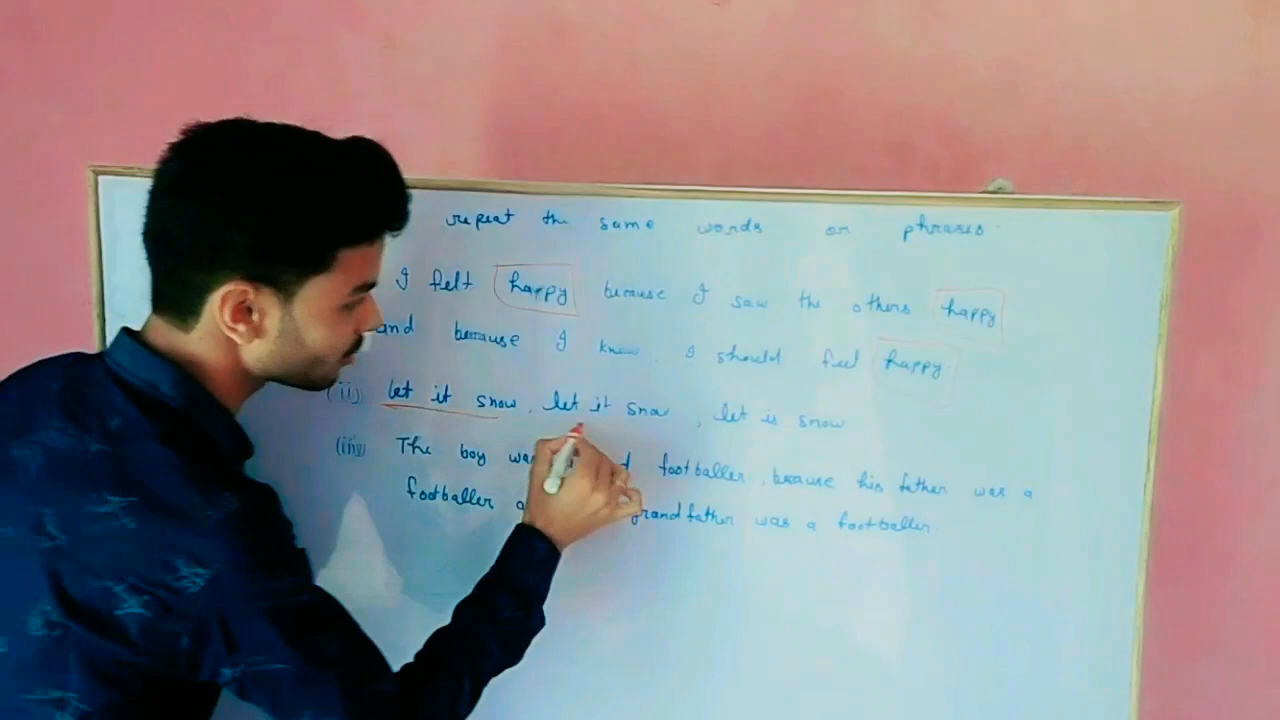 repeat the same words or phrases.
I felt happy because I saw the others happy
and because I knew, I should feel happy
(ii) Let it snow, let it snow, let is snow
(iii) The boy was footballer, because his father was a
footballer grandfather was a footballer